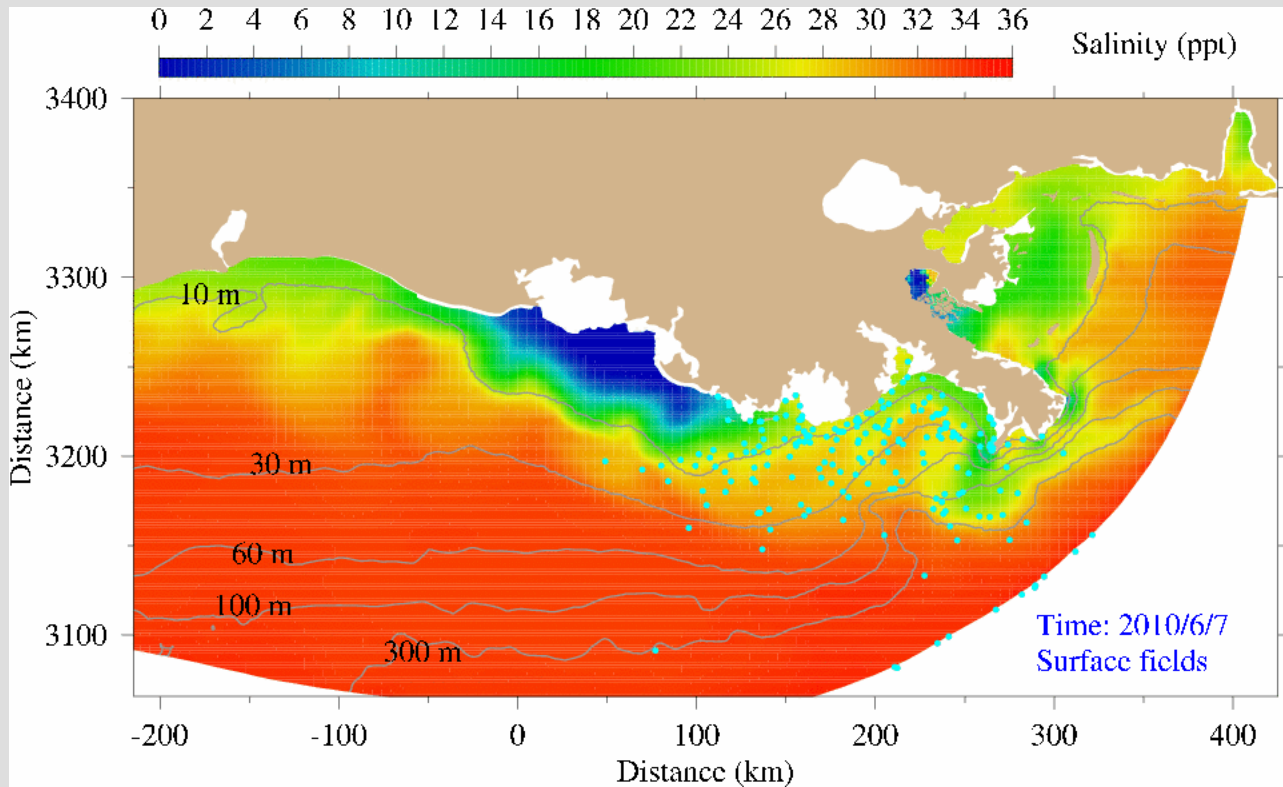 0 2 4 6 8 10 12 14 16 18 20 22 24 26 28 30 32 34 36
Salinity (ppt)
3400
3300
3200
3100
Distance (km)
10 m
30 m
60 m
100 m
300 m
Time: 2010/6/7
Surface fields
-200 -100 0 100 200 300 400
Distance (km)